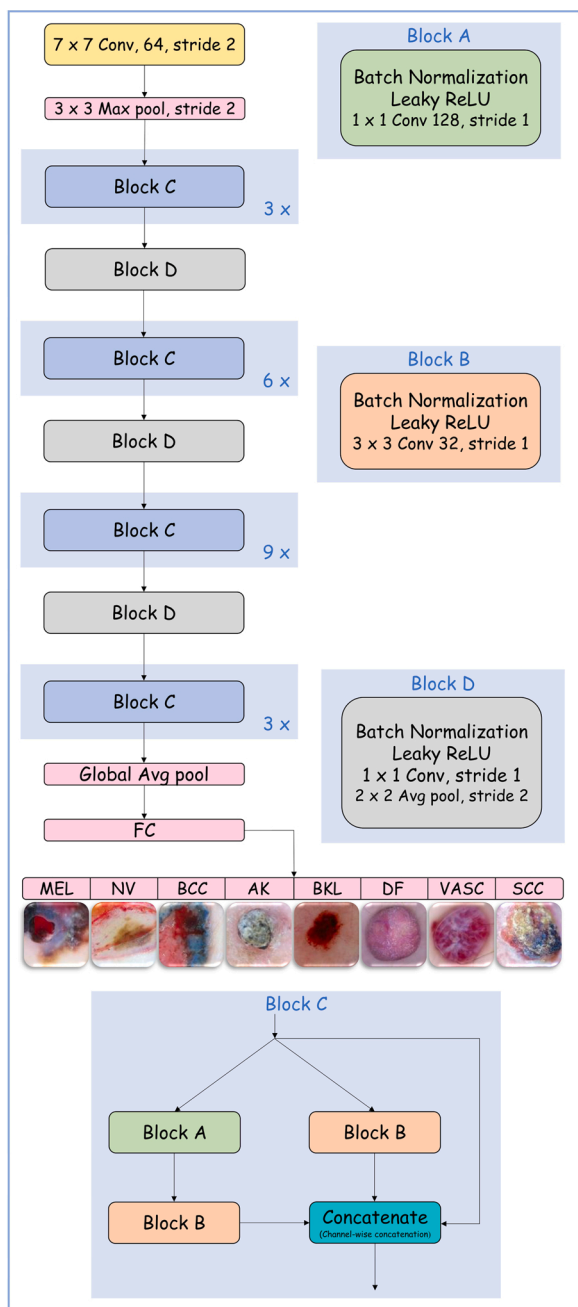 7 x 7 Conv, 64, stride 2
3 x 3 Max pool, stride 2
Block C
3 x
Block D
Block C
6 x
Block D
Block C
9 x
Block D
Block C
3 x
Global Avg pool
FC
Block A
Batch Normalization
Leaky ReLU
1 x 1 Conv 128, stride 1
Block B
Batch Normalization
Leaky ReLU
3 x 3 Conv 32, stride 1
Block D
Batch Normalization
Leaky ReLU
1 x 1 Conv, stride 1
2 x 2 Avg pool, stride 2
MEL NV BCC AK BKL DF VASC SCC
Block C
Block A
Block B
Block B
Concatenate
(Channel-wise concatenation)